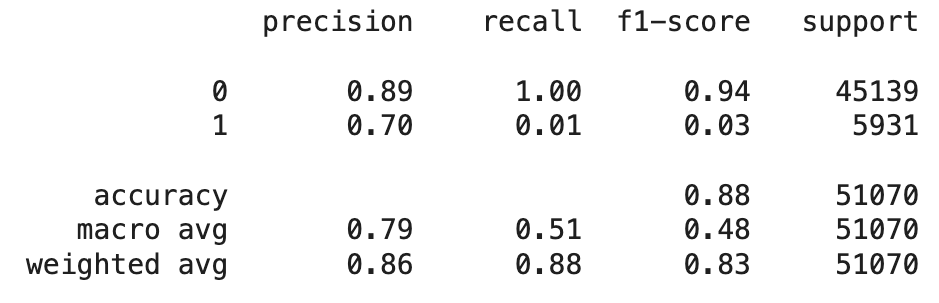 precision recall f1-score support
0 0.89 1.00 0.94 45139
1 0.70 0.01 0.03 5931
accuracy 0.88 51070
macro avg 0.79 0.51 0.48 51070
weighted avg 0.86 0.88 0.83 51070